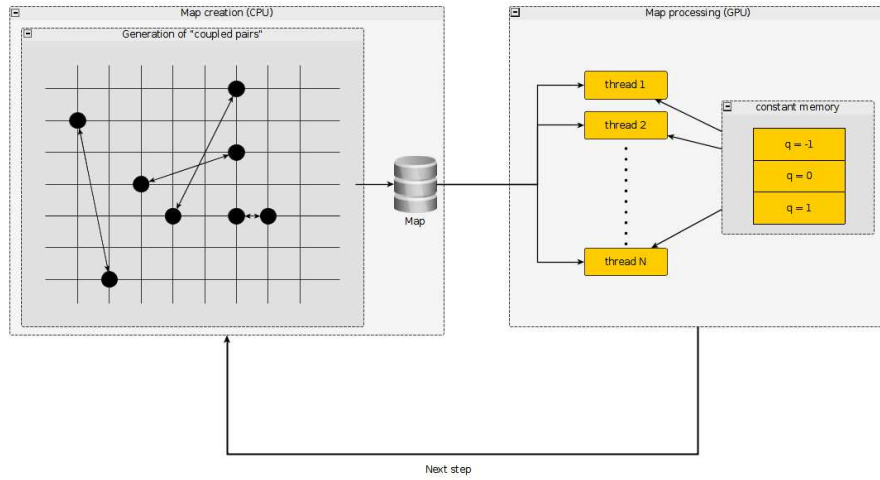 Map creation (CPU)
Generation of "coupled pairs"
Map
Map processing (GPU)
thread 1
thread 2
thread N
constant memory
q = -1
q = 0
q = 1
Next step